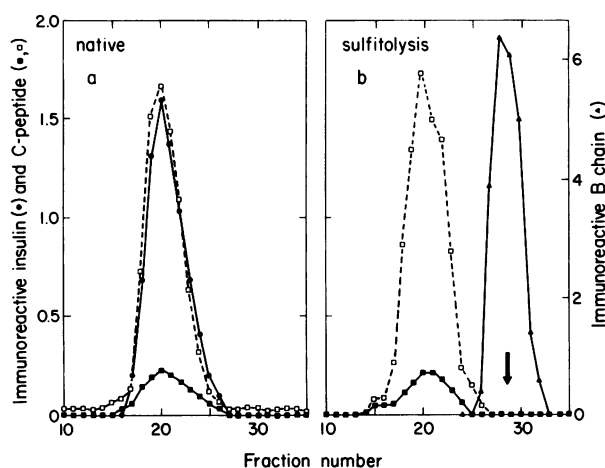 native
a
sulfitolysis
b
Immunoreactive insulin (•) and C-peptide (▪,▫)
2.0
1.5
1.0
0.5
0
10 20 30
10 20 30
6
4
2
0
Immunoreactive B chain (▴)
Fraction number